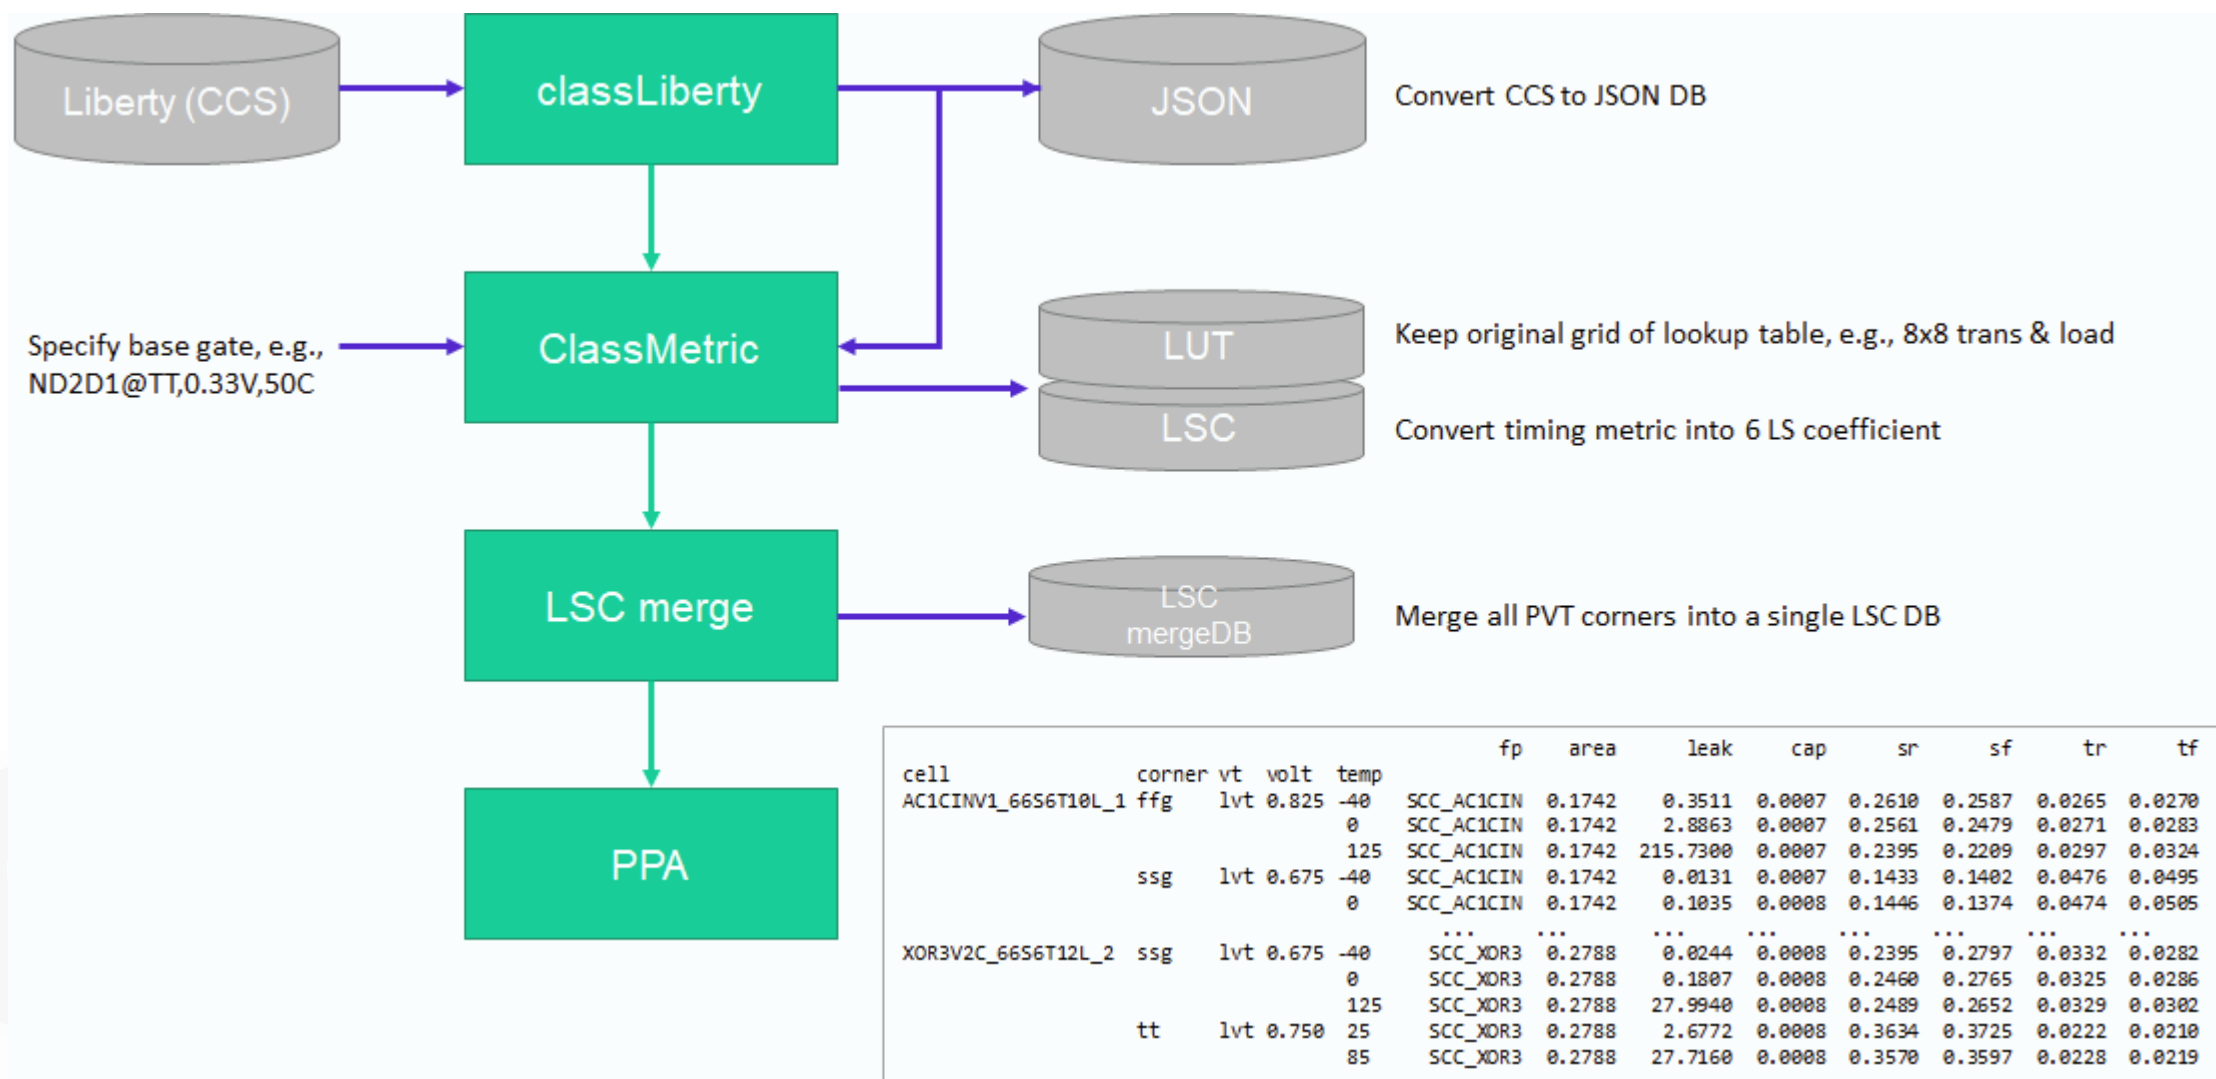 Liberty (CCS)
classLiberty
JSON
Convert CCS to JSON DB
Specify base gate, e.g.,
ND2D1@TT,0.33V,50C
ClassMetric
LUT
Keep original grid of lookup table, e.g., 8x8 trans & load
LSC
Convert timing metric into 6 LS coefficient
LSC merge
LSC
mergeDB
Merge all PVT corners into a single LSC DB
PPA
fp area leak cap sr sf tr tf
cell corner vt volt temp
AC1CINV1_66S6T10L_1 ffg lvt 0.825 -40 SCC_AC1CIN 0.1742 0.3511 0.0007 0.2610 0.2587 0.0265 0.0270
0 SCC_AC1CIN 0.1742 2.8863 0.0007 0.2561 0.2479 0.0271 0.0283
125 SCC_AC1CIN 0.1742 215.7300 0.0007 0.2395 0.2209 0.0297 0.0324
ssg lvt 0.675 -40 SCC_AC1CIN 0.1742 0.0131 0.0007 0.1433 0.1402 0.0476 0.0495
0 SCC_AC1CIN 0.1742 0.1035 0.0008 0.1446 0.1374 0.0474 0.0505
... ... ... ... ... ... ... ...
XOR3V2C_66S6T12L_2 ssg lvt 0.675 -40 SCC_XOR3 0.2788 0.0244 0.0008 0.2395 0.2797 0.0332 0.0282
0 SCC_XOR3 0.2788 0.1807 0.0008 0.2460 0.2765 0.0325 0.0286
125 SCC_XOR3 0.2788 27.9940 0.0008 0.2489 0.2652 0.0329 0.0302
tt lvt 0.750 25 SCC_XOR3 0.2788 2.6772 0.0008 0.3634 0.3725 0.0222 0.0210
85 SCC_XOR3 0.2788 27.7160 0.0008 0.3570 0.3597 0.0228 0.0219